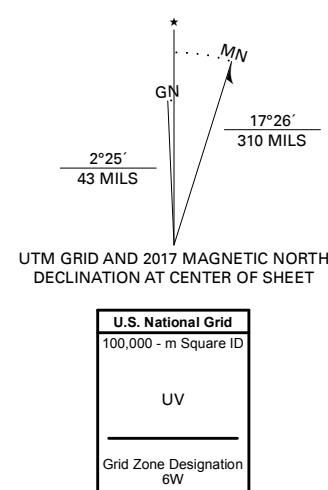 ★
MN
GN
17°26´
310 MILS
2°25´
43 MILS
UTM GRID AND 2017 MAGNETIC NORTH
DECLINATION AT CENTER OF SHEET
U.S. National Grid
100,000 - m Square ID
UV
Grid Zone Designation
6W